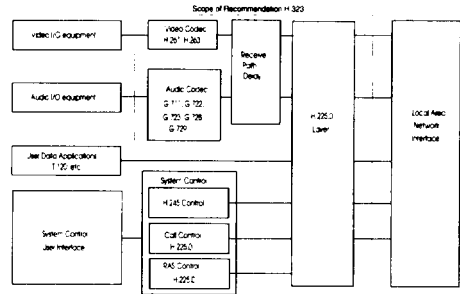 Scope of Recommendation H.323
Video I/O equipment
Video Codec
H.261, H.263
Receive
Path
Delay
Audio I/O equipment
Audio Codec
G.711, G.722,
G.723, G.728,
G.729
H.225.0
Layer
Local Area
Network
Interface
User Data Applications
T.120, etc.
System Control
H.245 Control
System Control
User Interface
Call Control
H.225.0
RAS Control
H.225.0